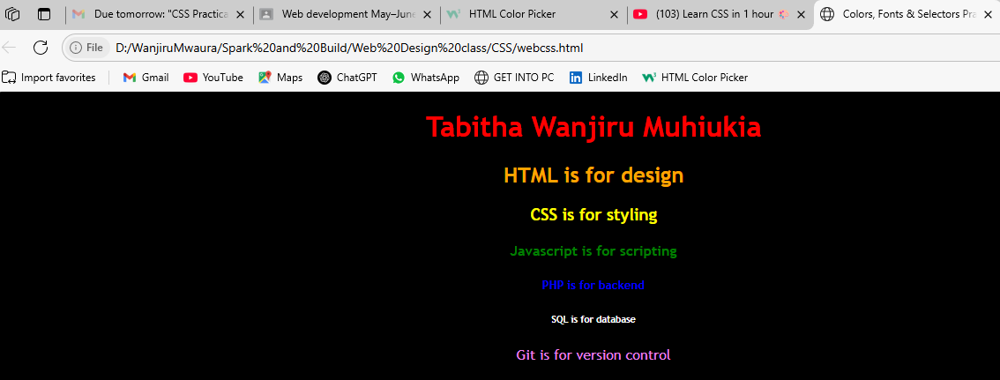 Due tomorrow: "CSS Practica
Web development May–June
HTML Color Picker
(103) Learn CSS in 1 hour
Colors, Fonts & Selectors Pra
File
D:/WanjiruMwaura/Spark%20and%20Build/Web%20Design%20class/CSS/webcss.html
Import favorites
Gmail
YouTube
Maps
ChatGPT
WhatsApp
GET INTO PC
LinkedIn
HTML Color Picker
Tabitha Wanjiru Muhiukia
HTML is for design
CSS is for styling
Javascript is for scripting
PHP is for backend
SQL is for database
Git is for version control